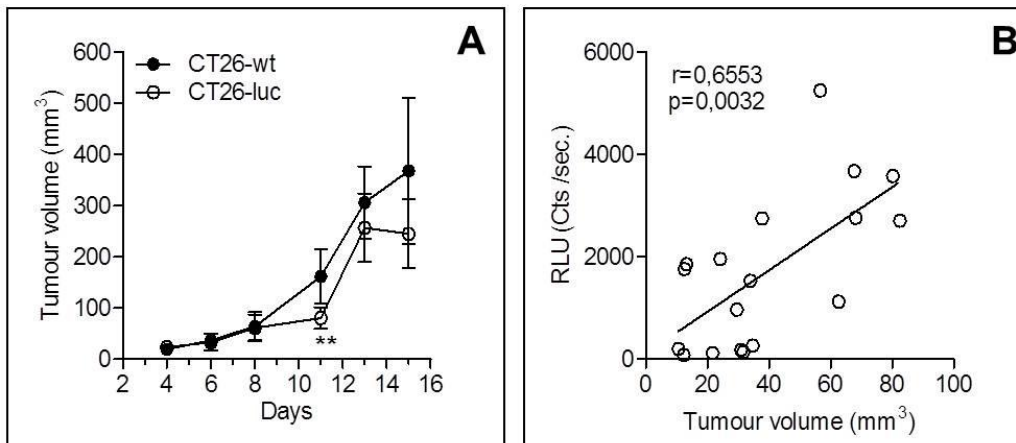 A
600
500
400
300
200
100
0
Tumour volume (mm³)
CT26-wt
CT26-luc
**
2 4 6 8 10 12 14 16
Days
B
6000
4000
2000
0
RLU (Cts /sec.)
r=0,6553
p=0,0032
0 20 40 60 80 100
Tumour volume (mm³)